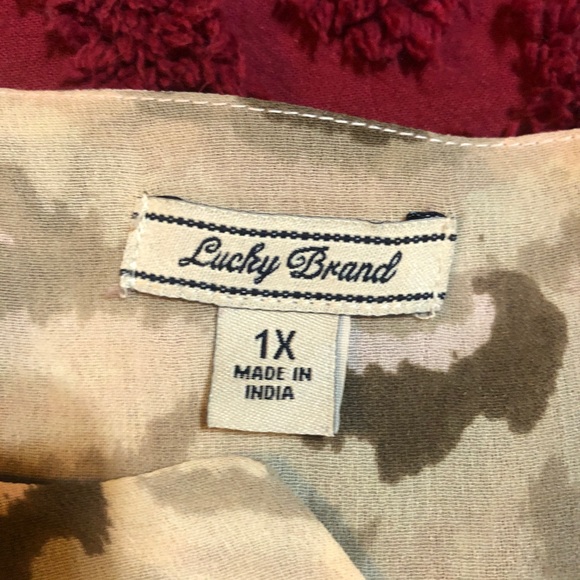 Lucky Brand
1X
MADE IN
INDIA